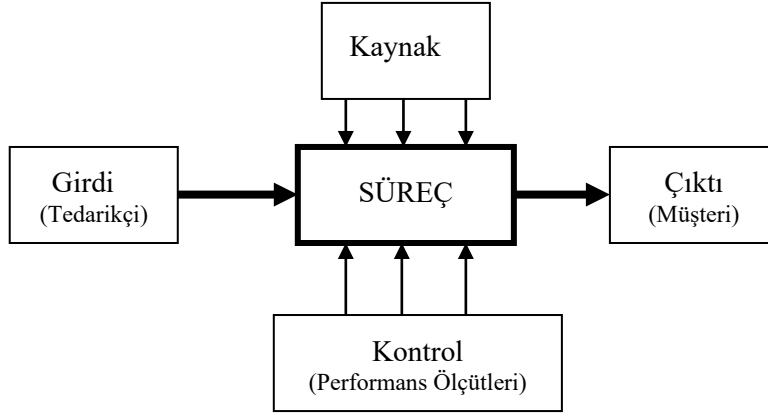 Kaynak
Girdi
(Tedarikçi)
SÜREÇ
Çıktı
(Müşteri)
Kontrol
(Performans Ölçütleri)